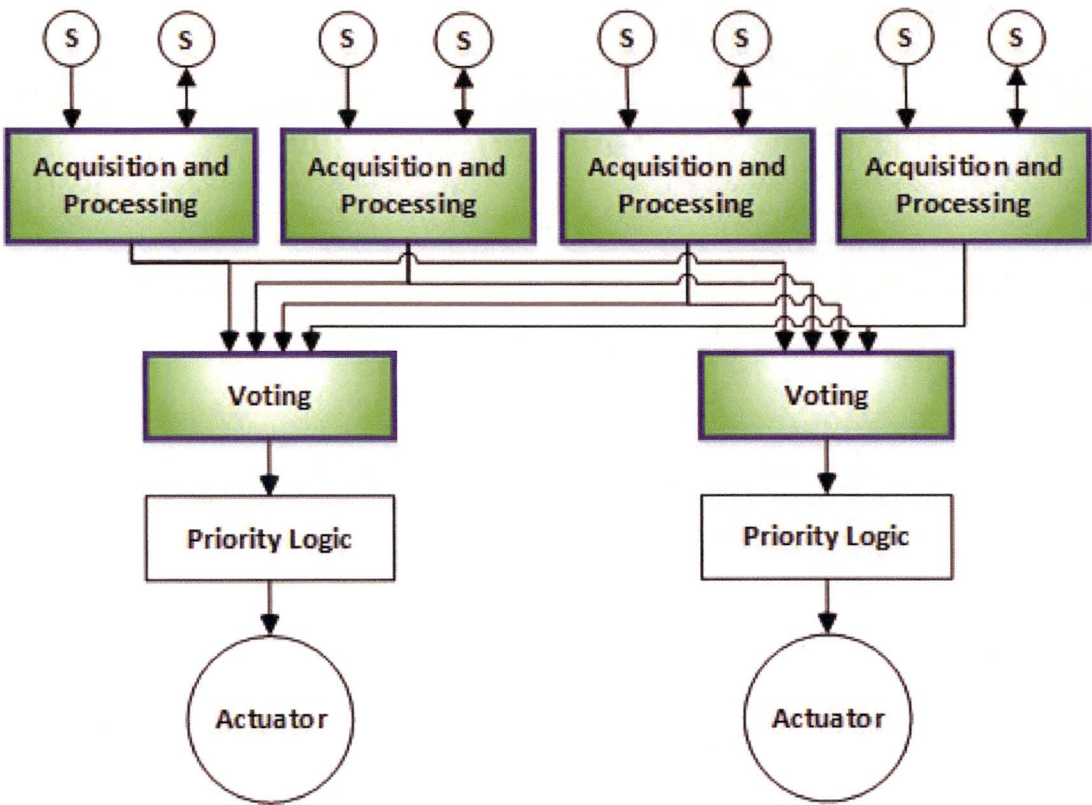 S S S S S S S S
Acquisition and Acquisition and Acquisition and Acquisition and
Processing Processing Processing Processing
Voting Voting
Priority Logic Priority Logic
Actuator Actuator